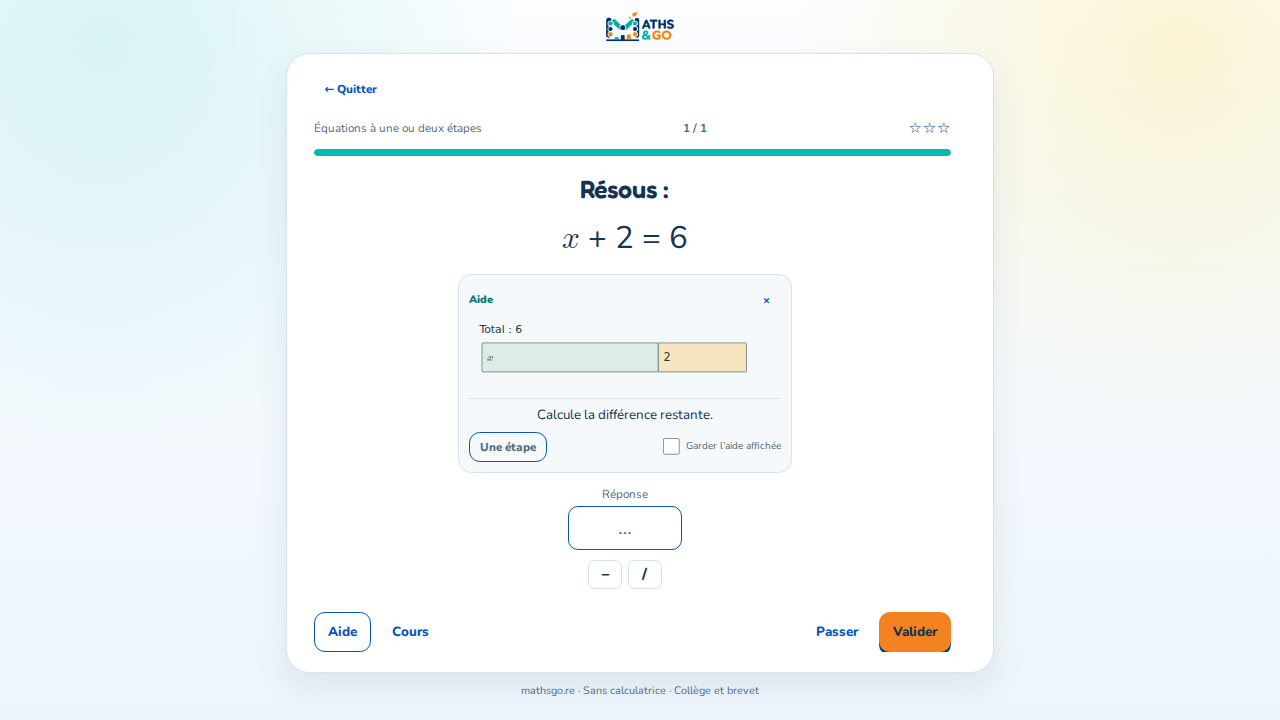 MATHS
&GO
← Quitter
Équations à une ou deux étapes 1 / 1 ☆☆☆
Résous :
x + 2 = 6
Aide ×
Total : 6
x 2
Calcule la différence restante.
Une étape Garder l’aide affichée
Réponse
...
− /
Aide Cours Passer Valider
mathsgo.re · Sans calculatrice · Collège et brevet